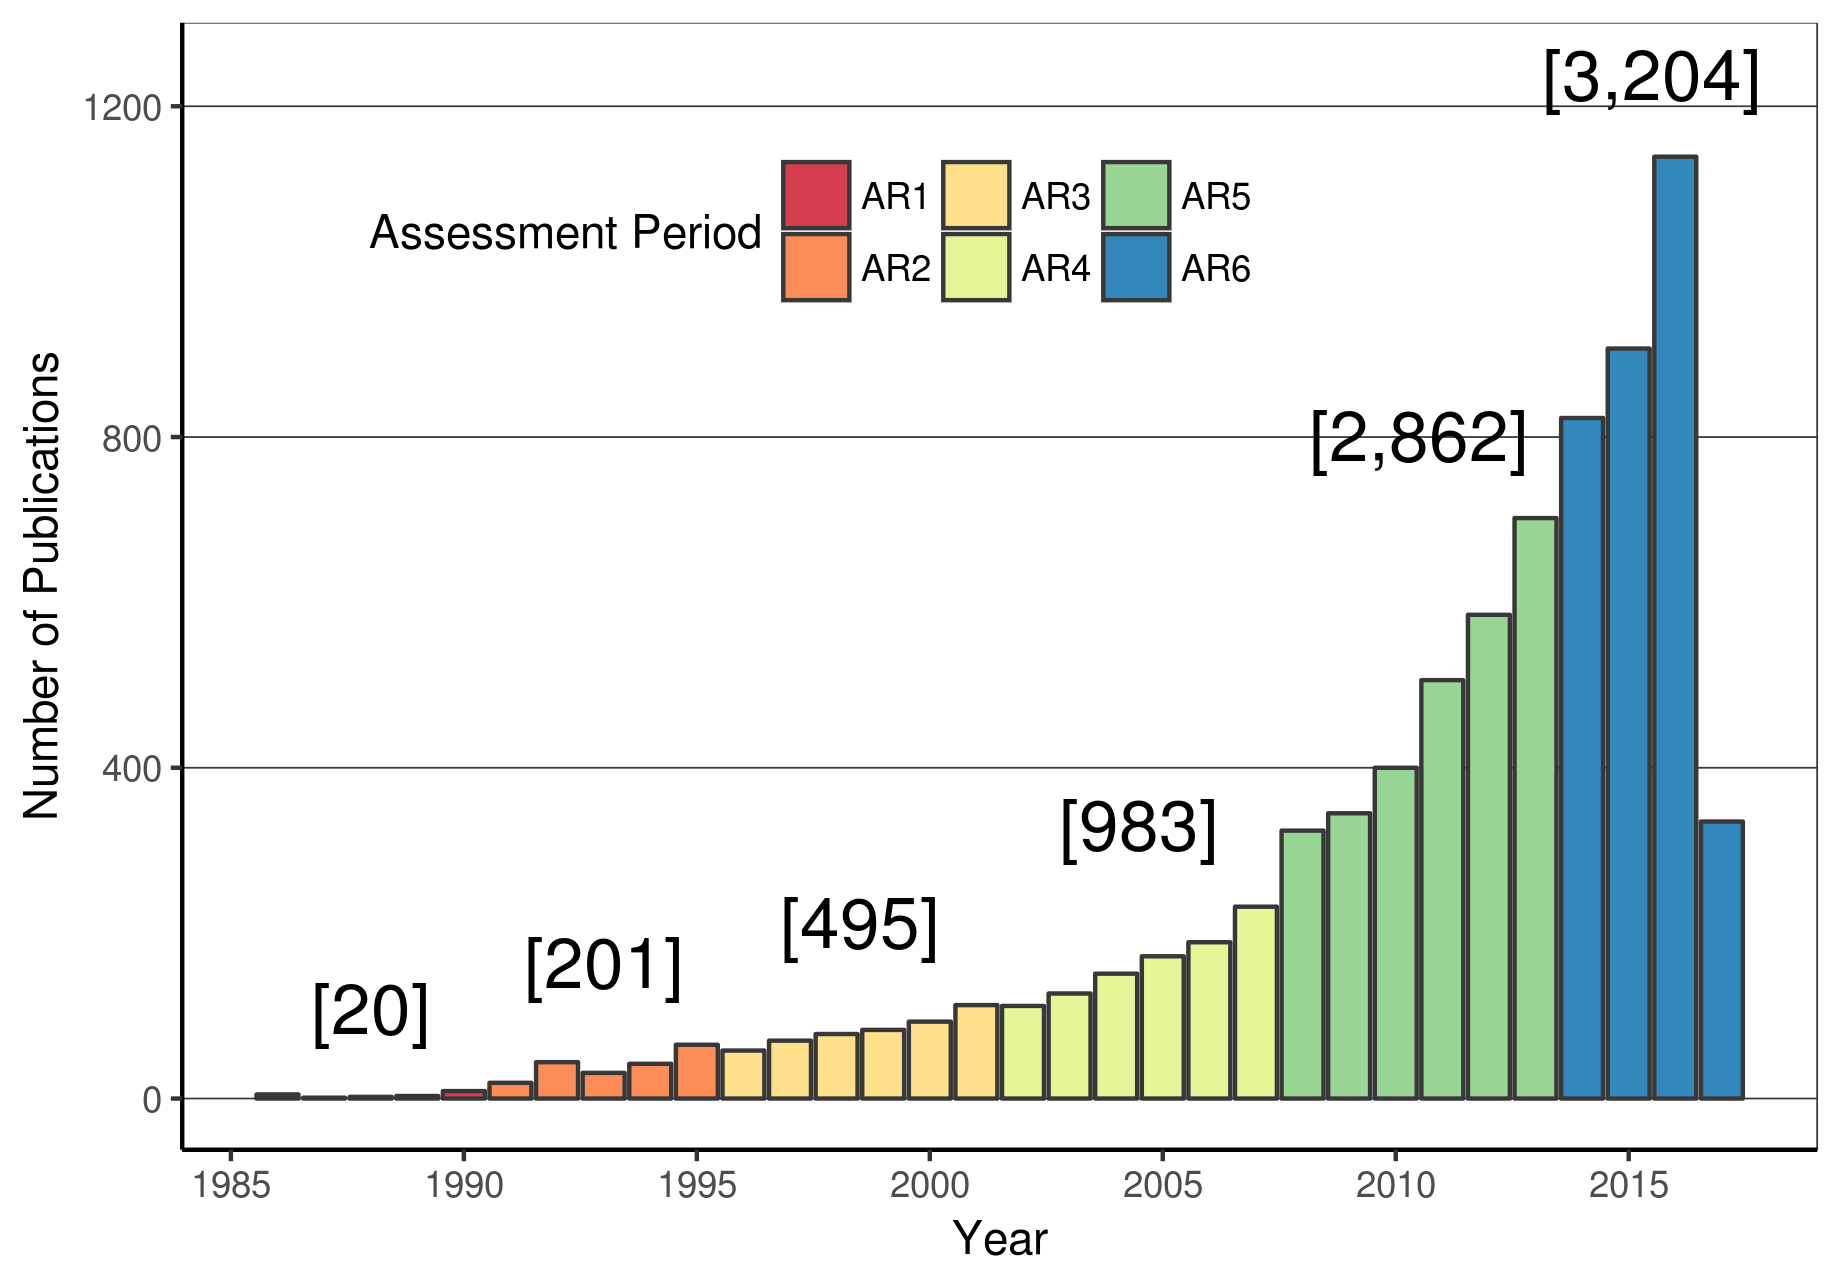 [3,204]
1200
AR1 AR3 AR5
Assessment Period
AR2 AR4 AR6
Number of Publications
800
[2,862]
400
[983]
[495]
[201]
[20]
0
1985 1990 1995 2000 2005 2010 2015
Year